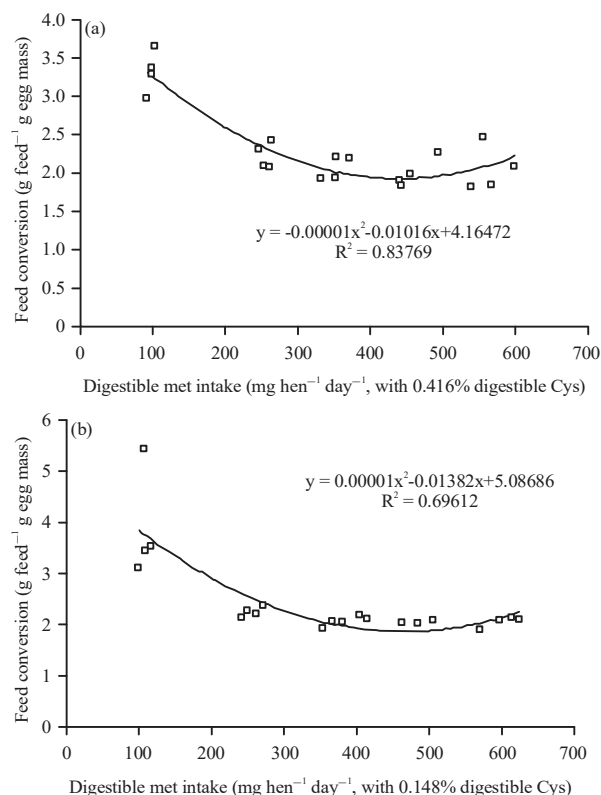 (a)
4.0
3.5
3.0
2.5
2.0
1.5
1.0
0.5
0
Feed conversion (g feed⁻¹ g egg mass)
y = -0.00001x²-0.01016x+4.16472
R² = 0.83769
0 100 200 300 400 500 600 700
Digestible met intake (mg hen⁻¹ day⁻¹, with 0.416% digestible Cys)
(b)
6
5
4
3
2
1
0
Feed conversion (g feed⁻¹ g egg mass)
y = 0.00001x²-0.01382x+5.08686
R² = 0.69612
0 100 200 300 400 500 600 700
Digestible met intake (mg hen⁻¹ day⁻¹, with 0.148% digestible Cys)